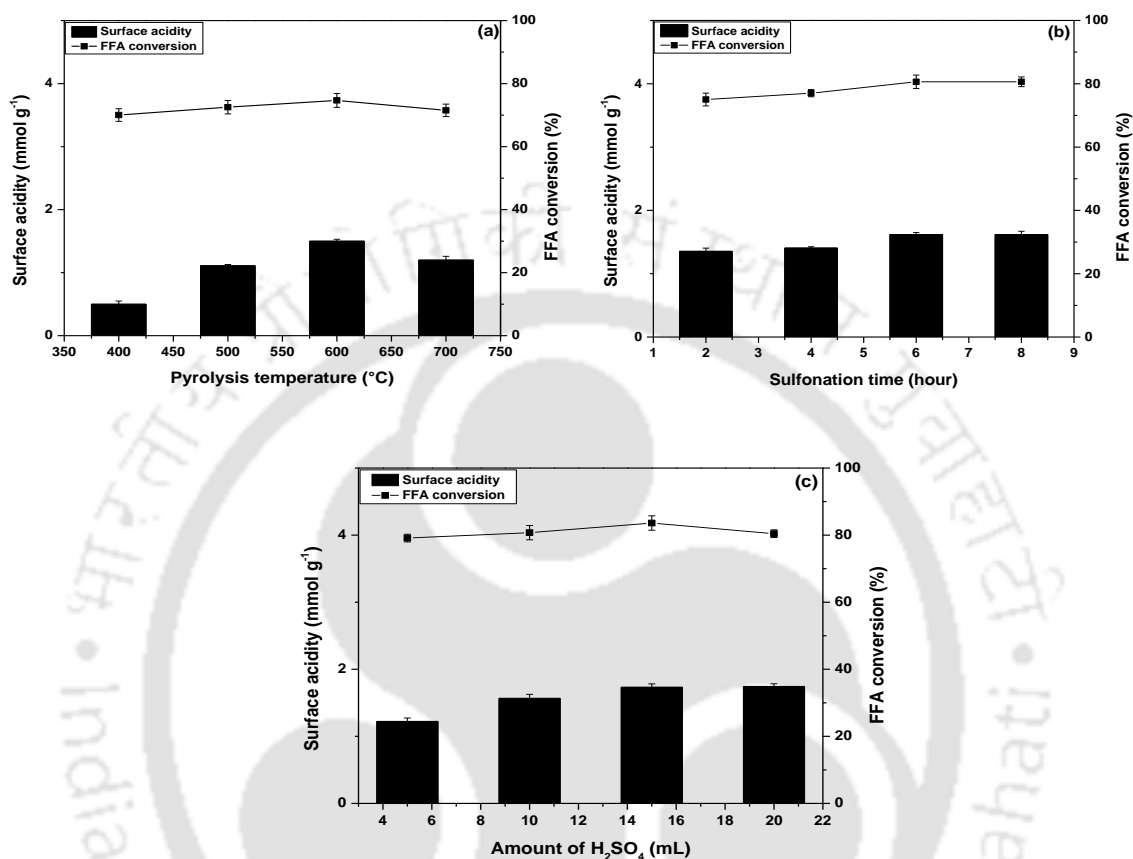 (a)
Surface acidity
FFA conversion
Surface acidity (mmol g⁻¹)
FFA conversion (%)
0 2 4
0 20 40 60 80 100
350 400 450 500 550 600 650 700 750
Pyrolysis temperature (°C)
(b)
Surface acidity
FFA conversion
Surface acidity (mmol g⁻¹)
FFA conversion (%)
0 2 4
0 20 40 60 80 100
1 2 3 4 5 6 7 8 9
Sulfonation time (hour)
(c)
Surface acidity
FFA conversion
Surface acidity (mmol g⁻¹)
FFA conversion (%)
0 2 4
0 20 40 60 80 100
4 6 8 10 12 14 16 18 20 22
Amount of H₂SO₄ (mL)
भारतीय प्रौद्योगिकी संस्थान गुवाहाटी
India
hati